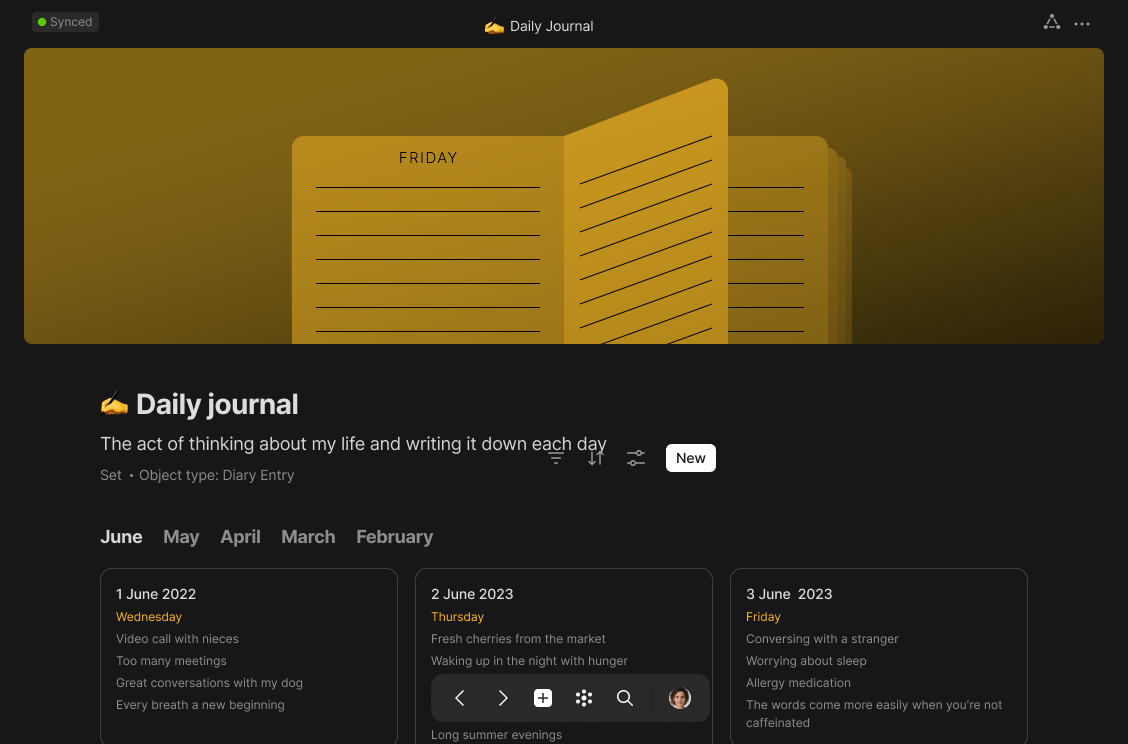 Synced
✍️ Daily Journal
FRIDAY
✍️ Daily journal
The act of thinking about my life and writing it down each day
New
Set • Object type: Diary Entry
June May April March February
1 June 2022
Wednesday
Video call with nieces
Too many meetings
Great conversations with my dog
Every breath a new beginning
2 June 2023
Thursday
Fresh cherries from the market
Waking up in the night with hunger
Long summer evenings
3 June 2023
Friday
Conversing with a stranger
Worrying about sleep
Allergy medication
The words come more easily when you're not
caffeinated